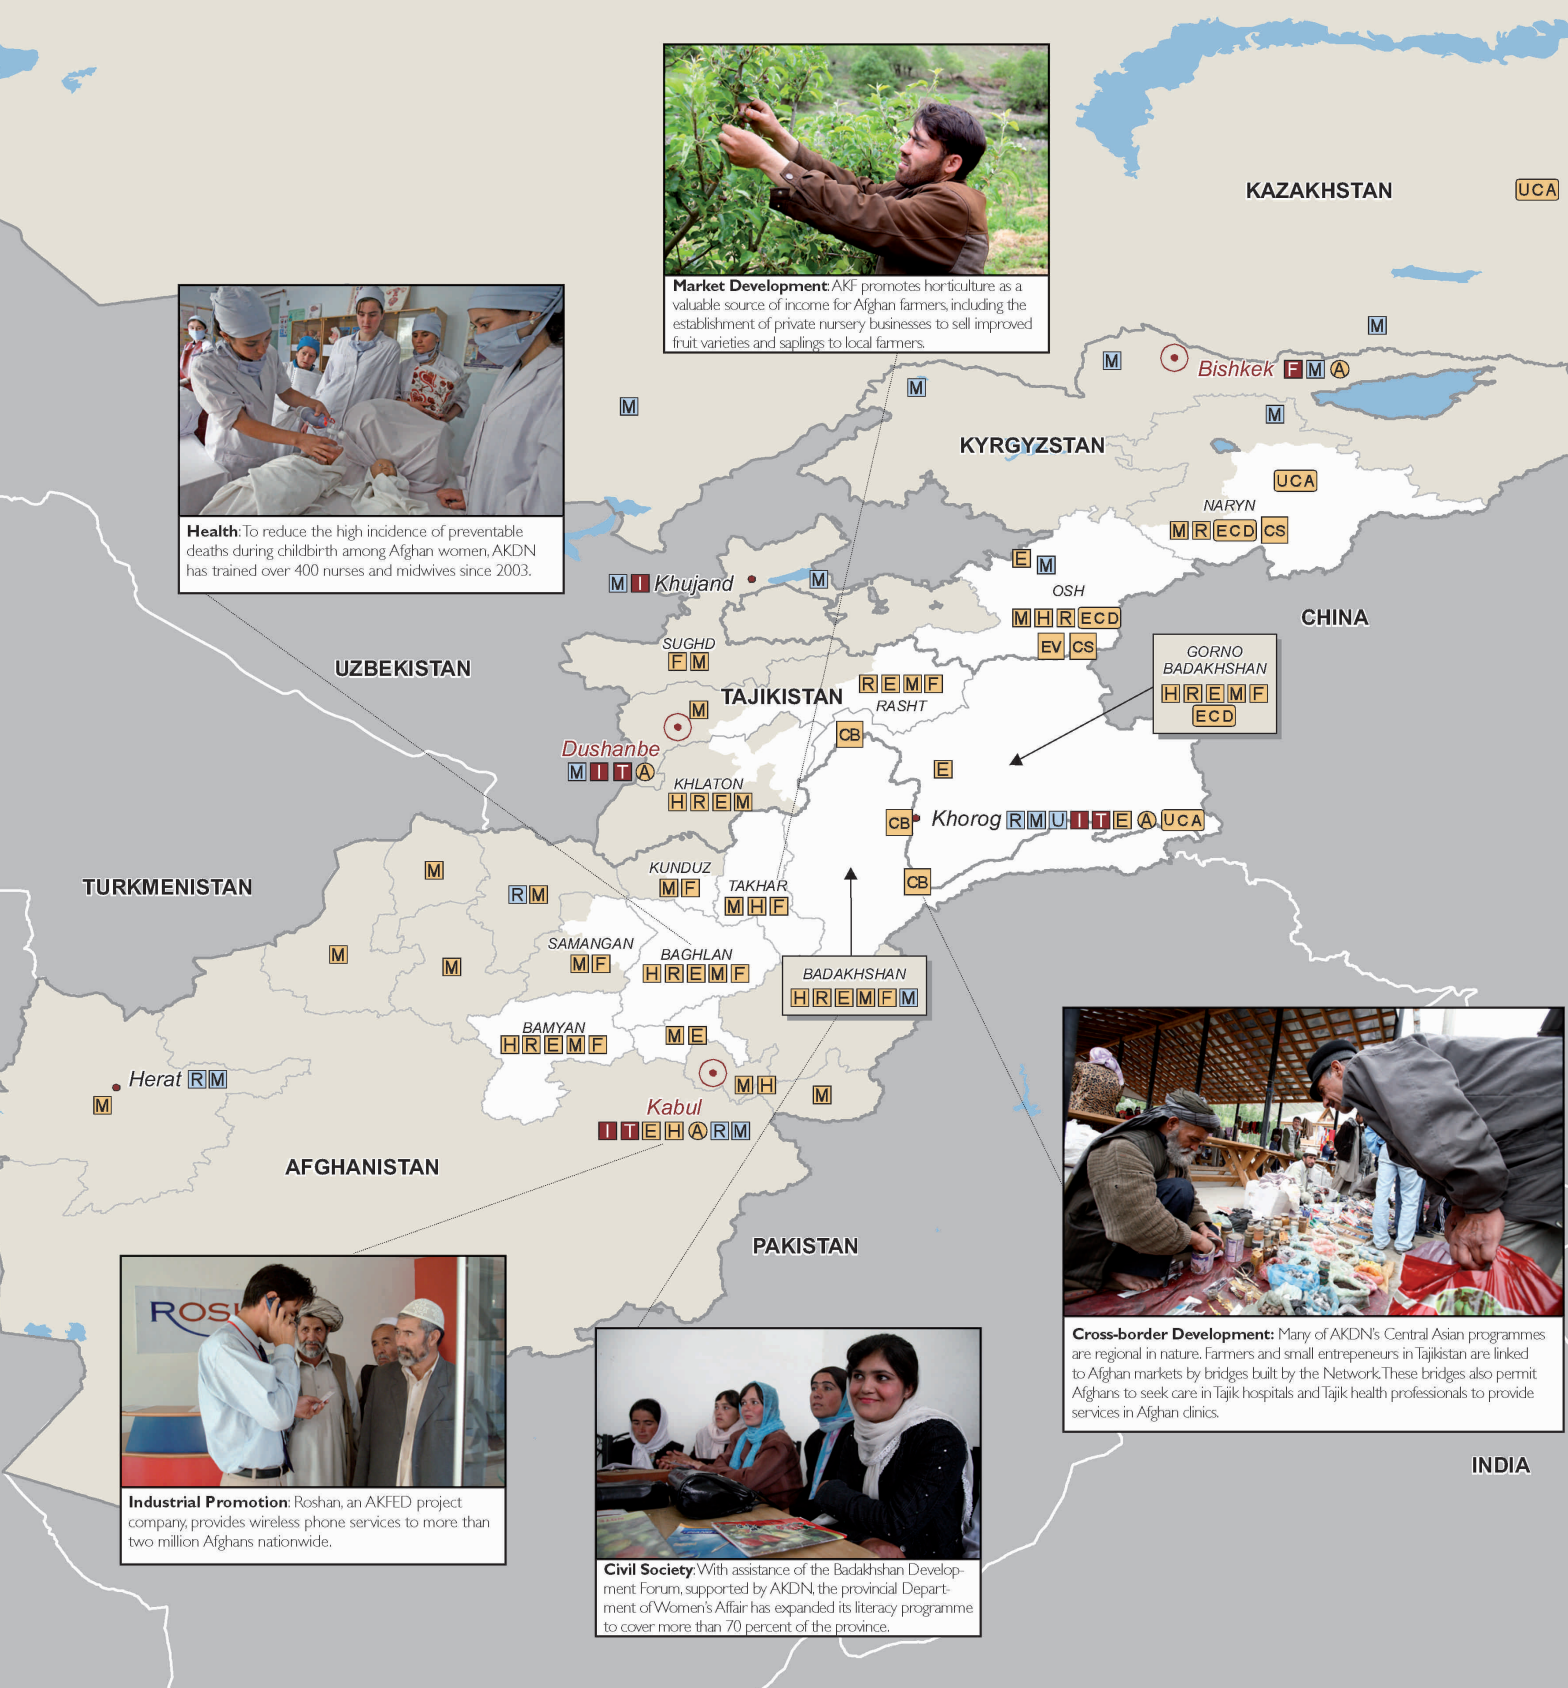 KAZAKHSTAN
UCA
Market Development: AKF promotes horticulture as a
valuable source of income for Afghan farmers, including the
establishment of private nursery businesses to sell improved
fruit varieties and saplings to local farmers.
M
M
Bishkek F M A
M
M
M
KYRGYZSTAN
UCA
NARYN
M R ECD CS
Health: To reduce the high incidence of preventable
deaths during childbirth among Afghan women, AKDN
has trained over 400 nurses and midwives since 2003.
E M
OSH
M H R ECD
EV CS
M I Khujand
M
CHINA
SUGHD
F M
UZBEKISTAN
TAJIKISTAN
R E M F
RASHT
GORNO
BADAKHSHAN
H R E M F
ECD
M
Dushanbe
M I T A
CB
E
KHLATON
H R E M
CB
Khorog R M U I T E A UCA
CB
TURKMENISTAN
M
R M
KUNDUZ
M F
TAKHAR
M H F
M
M
SAMANGAN
M F
BAGHLAN
H R E M F
BADAKHSHAN
H R E M F M
BAMYAN
H R E M F
M E
Herat R M
M
M H
M
Kabul
I T E H A R M
AFGHANISTAN
PAKISTAN
ROSH
Industrial Promotion: Roshan, an AKFED project
company, provides wireless phone services to more than
two million Afghans nationwide.
Civil Society: With assistance of the Badakhshan Develop-
ment Forum, supported by AKDN, the provincial Depart-
ment of Women's Affair has expanded its literacy programme
to cover more than 70 percent of the province.
Cross-border Development: Many of AKDN's Central Asian programmes
are regional in nature. Farmers and small entrepeneurs in Tajikistan are linked
to Afghan markets by bridges built by the Network. These bridges also permit
Afghans to seek care in Tajik hospitals and Tajik health professionals to provide
services in Afghan clinics.
INDIA